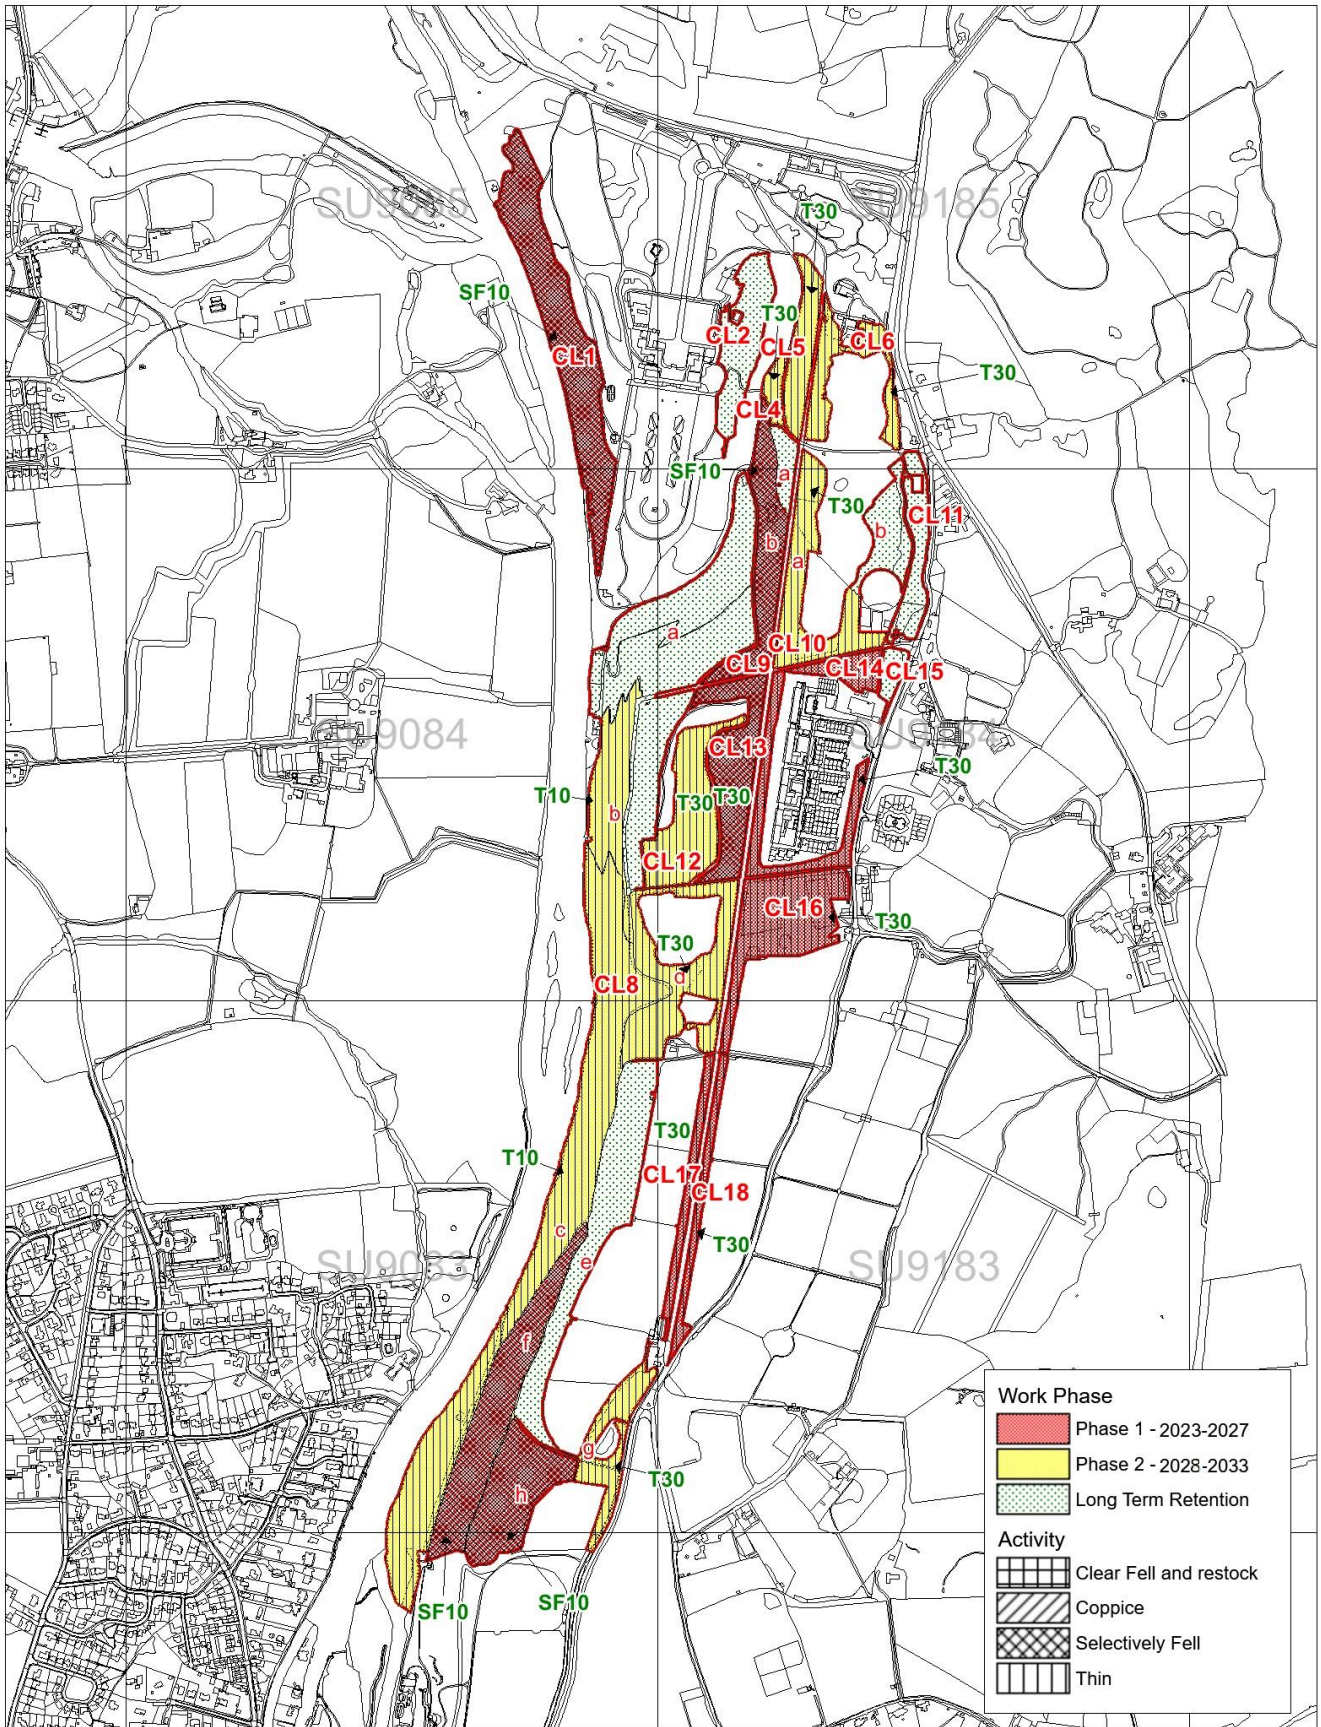 SU9085
SU9185
T30
SF10
T30
CL2
CL5
CL6
CL1
T30
CL4
SF10
a
T30
CL11
b
b
a
a
CL10
CL9
CL14
CL15
SU9084
SU9184
CL13
T30
T10
T30
T30
b
CL12
CL16
T30
T30
d
CL8
T30
T10
CL17
CL18
c
T30
e
SU9083
SU9183
f
g
T30
h
SF10
SF10
Work Phase
Phase 1 - 2023-2027
Phase 2 - 2028-2033
Long Term Retention
Activity
Clear Fell and restock
Coppice
Selectively Fell
Thin